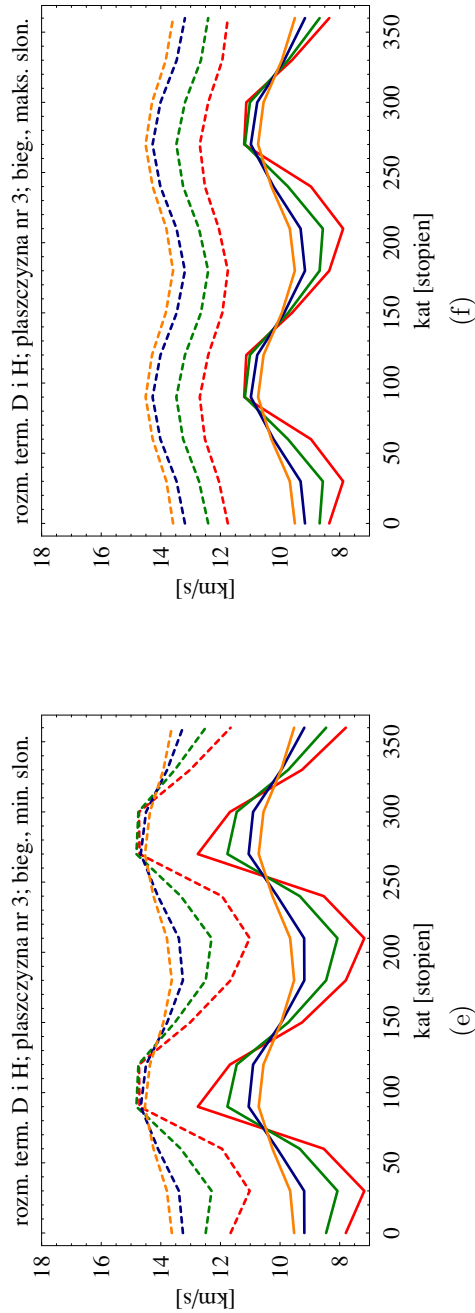 rozm. term. D i H; plaszczyzna nr 3; bieg., min. slon.
18
16
14
12
10
8
[km/s]
0 50 100 150 200 250 300 350
kat [stopien]
(e)
rozm. term. D i H; plaszczyzna nr 3; bieg., maks. slon.
18
16
14
12
10
8
[km/s]
0 50 100 150 200 250 300 350
kat [stopien]
(f)